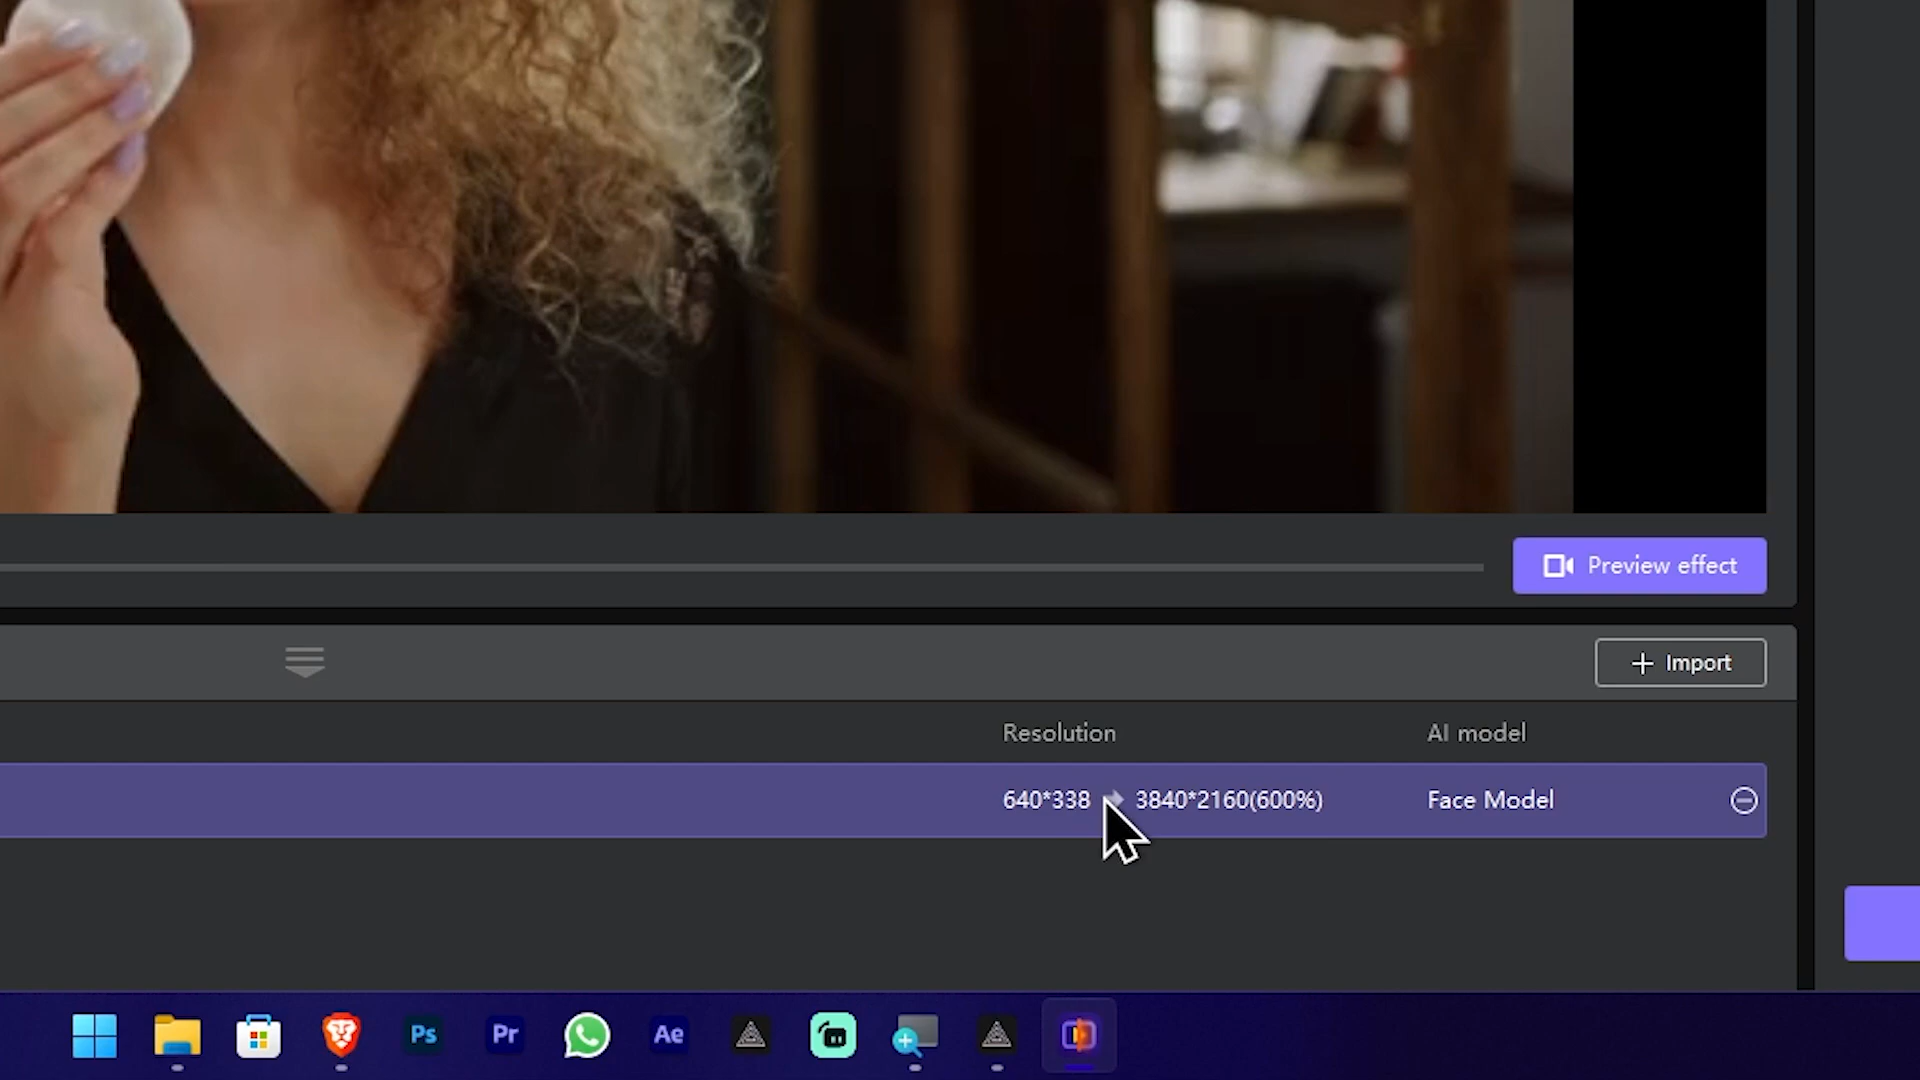 Preview effect
Import
Resolution AI model
640*338 3840*2160(600%) Face Model
Ps Pr Ae